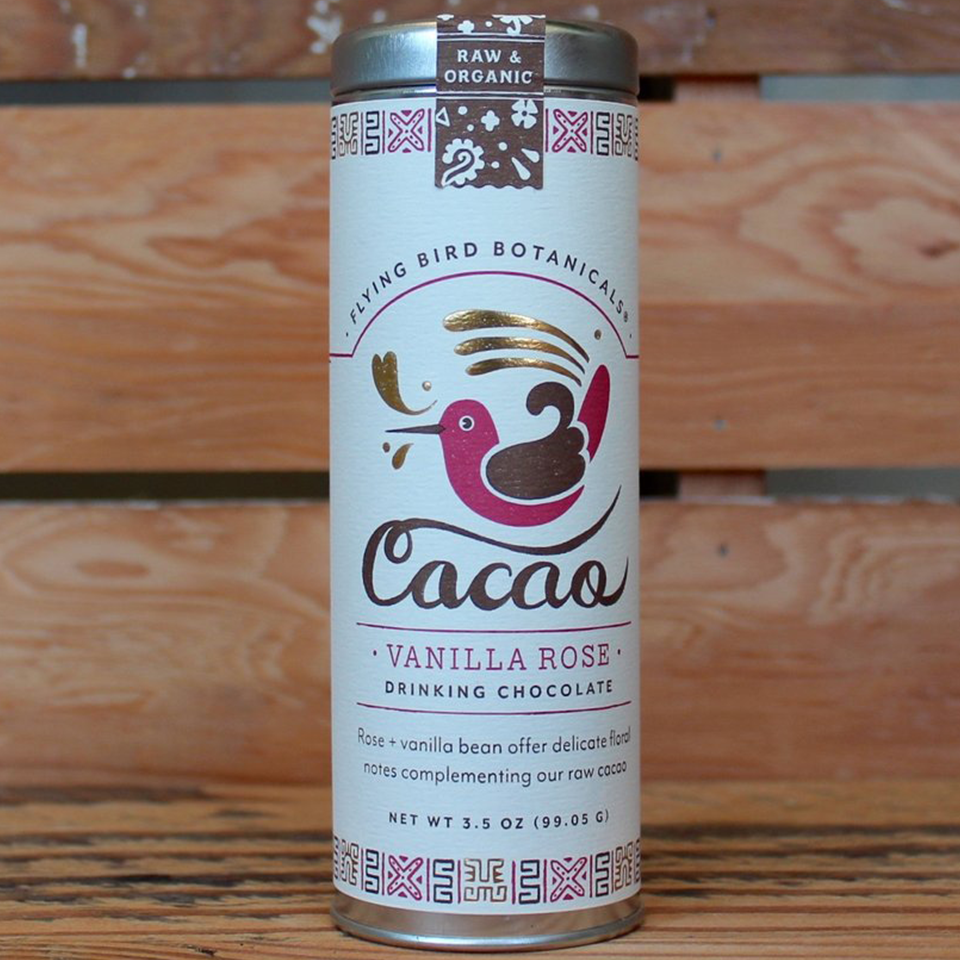 RAW &
ORGANIC
· FLYING BIRD BOTANICALS® ·
Cacao
· VANILLA ROSE ·
DRINKING CHOCOLATE
Rose + vanilla bean offer delicate floral
notes complementing our raw cacao
NET WT 3.5 OZ (99.05 G)